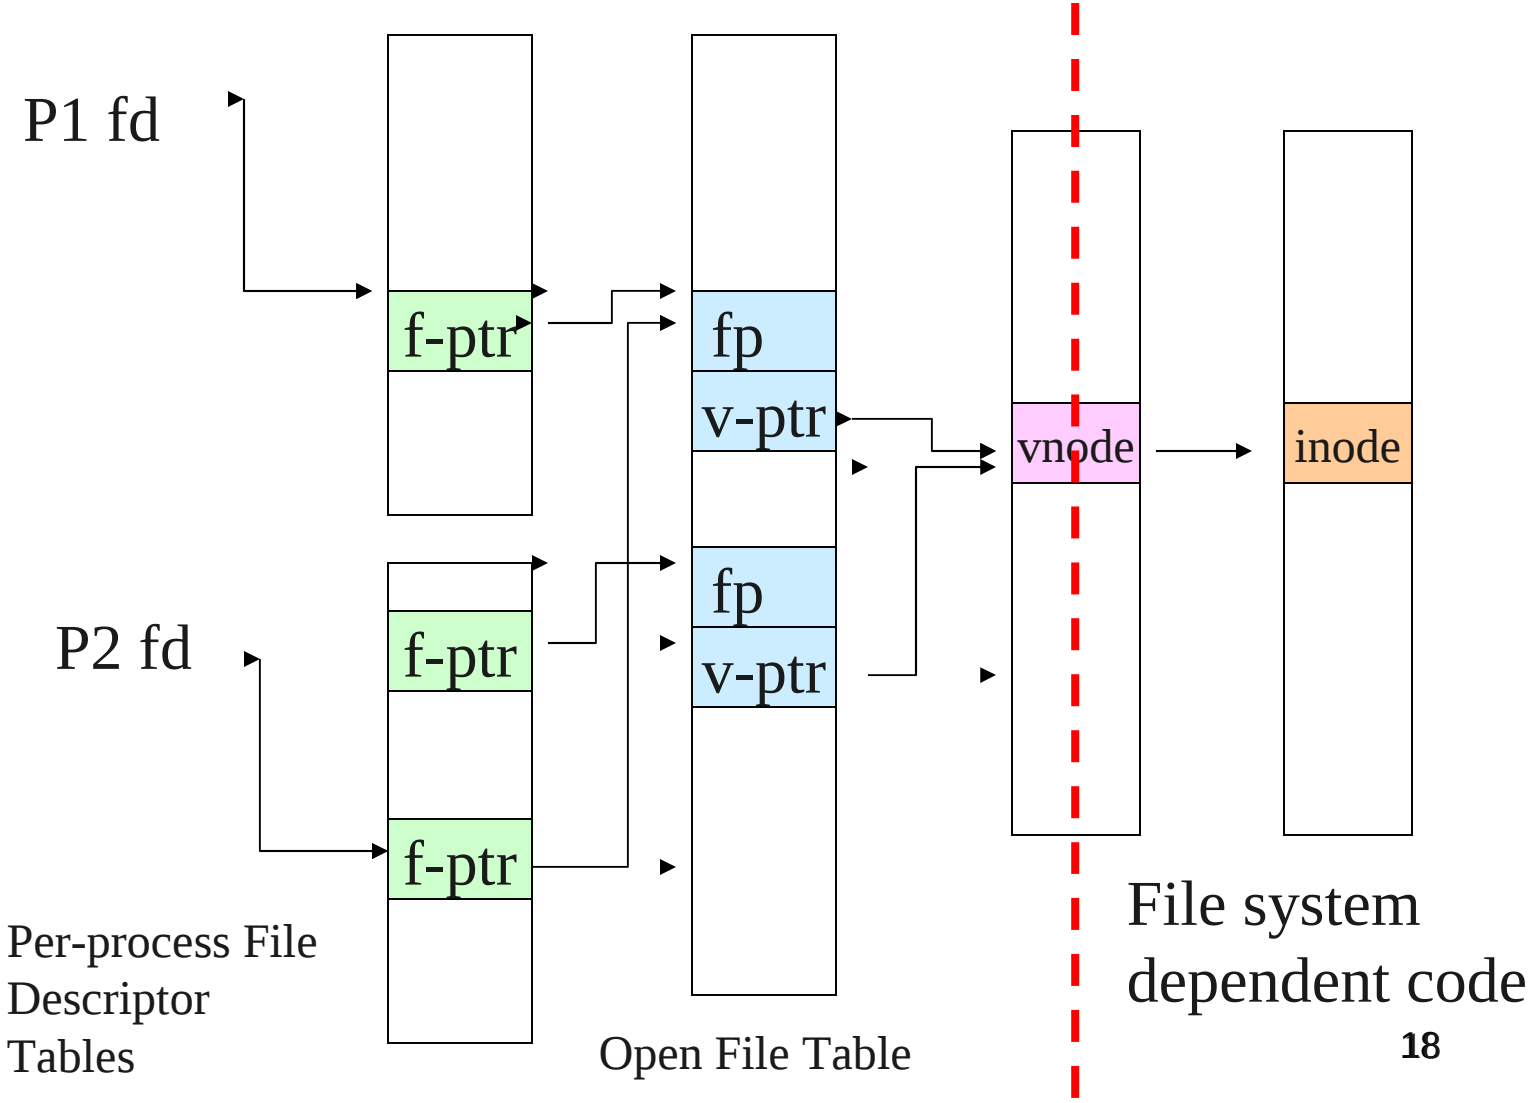 P1 fd
f-ptr
fp
v-ptr
vnode
inode
fp
P2 fd
f-ptr
v-ptr
f-ptr
File system
dependent code
Per-process File
Descriptor
Tables
Open File Table
18